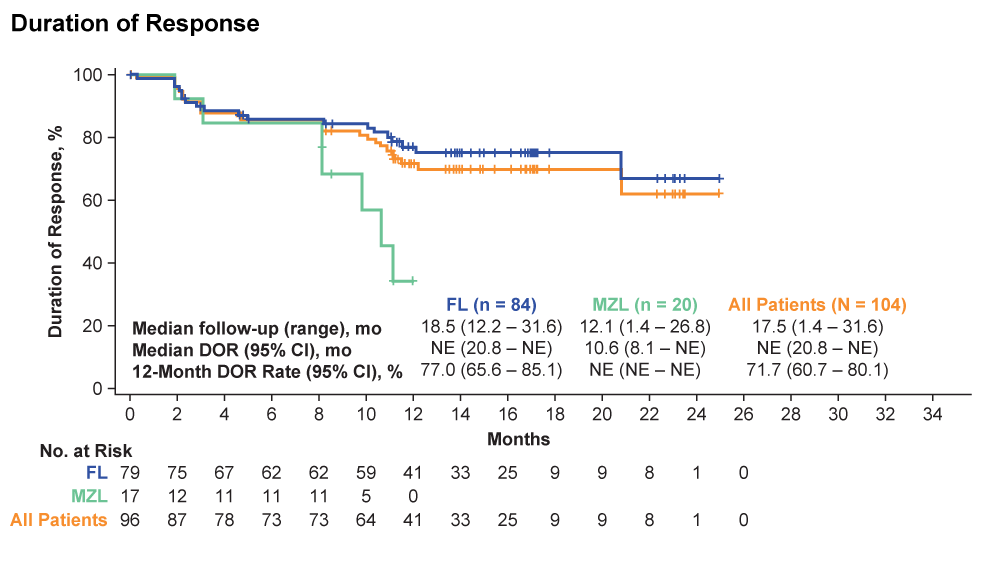 Duration of Response
100
80
60
40
20
0
Duration of Response, %
FL (n = 84) MZL (n = 20) All Patients (N = 104)
Median follow-up (range), mo 18.5 (12.2 – 31.6) 12.1 (1.4 – 26.8) 17.5 (1.4 – 31.6)
Median DOR (95% CI), mo NE (20.8 – NE) 10.6 (8.1 – NE) NE (20.8 – NE)
12-Month DOR Rate (95% CI), % 77.0 (65.6 – 85.1) NE (NE – NE) 71.7 (60.7 – 80.1)
0 2 4 6 8 10 12 14 16 18 20 22 24 26 28 30 32 34
Months
No. at Risk
FL 79 75 67 62 62 59 41 33 25 9 9 8 1 0
MZL 17 12 11 11 11 5 0
All Patients 96 87 78 73 73 64 41 33 25 9 9 8 1 0